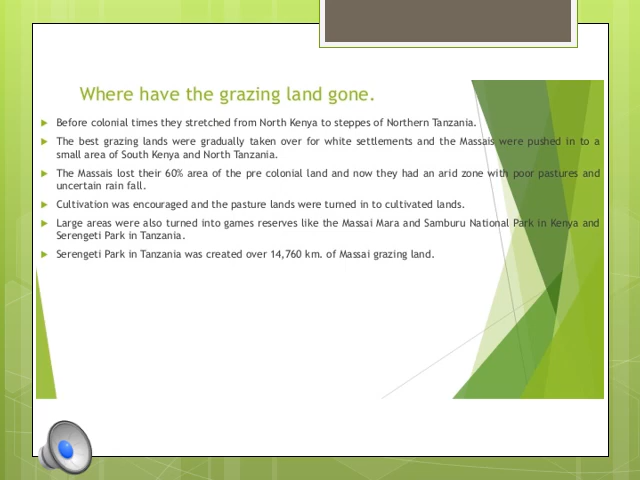 Where have the grazing land gone.
Before colonial times they stretched from North Kenya to steppes of Northern Tanzania.
The best grazing lands were gradually taken over for white settlements and the Massais were pushed in to a
small area of South Kenya and North Tanzania.
The Massais lost their 60% area of the pre colonial land and now they had an arid zone with poor pastures and
uncertain rain fall.
Cultivation was encouraged and the pasture lands were turned in to cultivated lands.
Large areas were also turned into games reserves like the Massai Mara and Samburu National Park in Kenya and
Serengeti Park in Tanzania.
Serengeti Park in Tanzania was created over 14,760 km. of Massai grazing land.